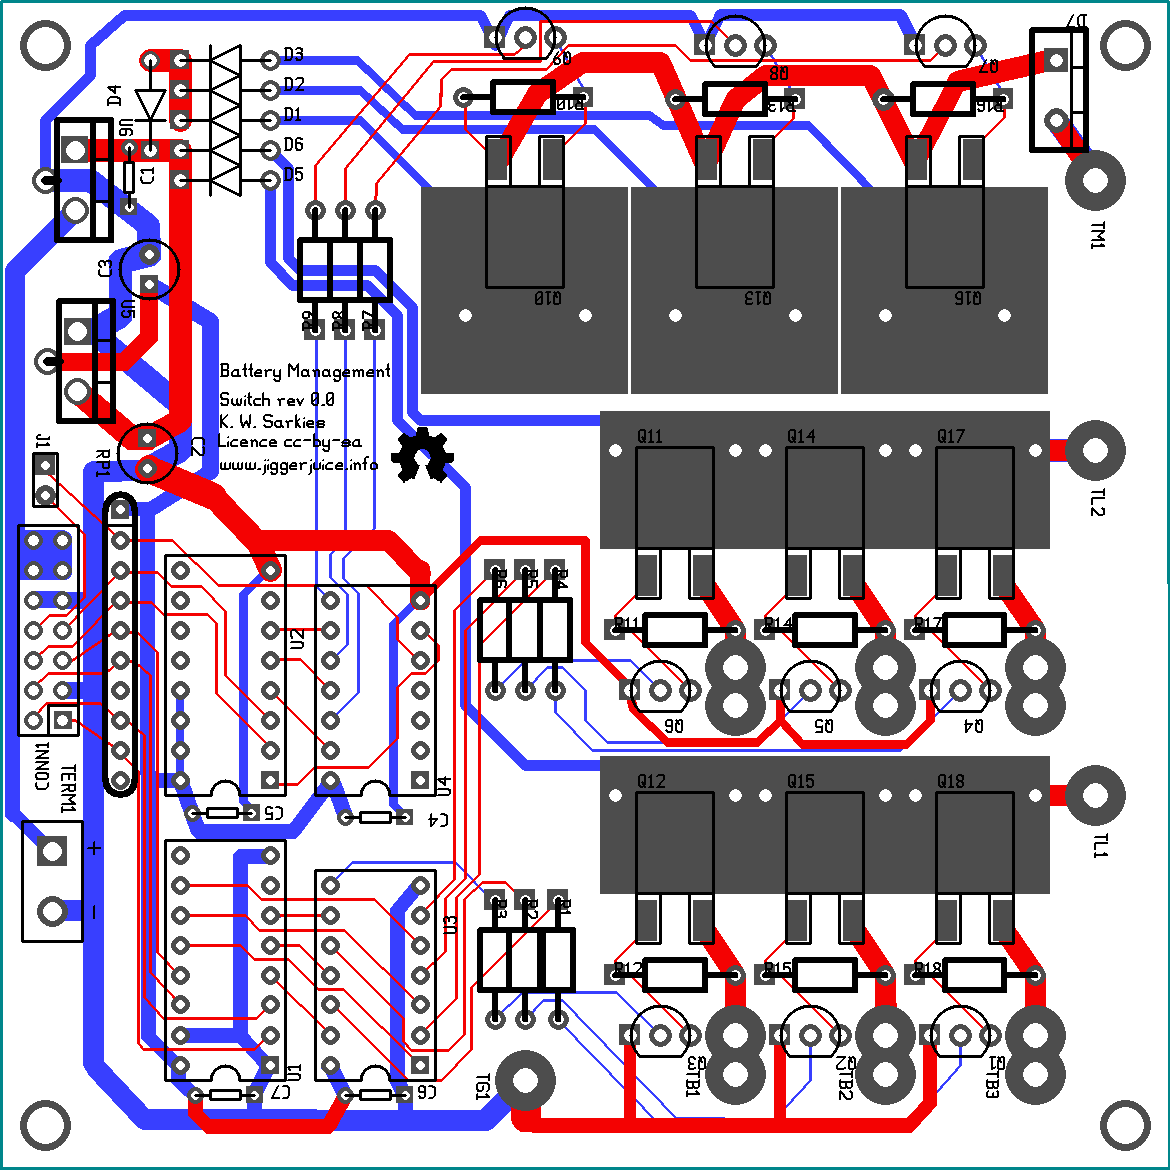 D7
D3
Q9
Q8
Q7
D4
D2
R10
R13
R16
D1
U6
D6
C1
D5
TM1
C3
Q10
Q13
Q16
U5
R9
R8
R7
Battery Management
Switch rev 0.0
K. W. Sarkies
Licence cc-by-sa
www.jiggerjuice.info
J1
C2
RP1
Q11
Q14
Q17
TL2
R6
R5
R4
U2
R11
R14
R17
Q6
Q5
Q4
CONN1
TERM1
U4
Q12
Q15
Q18
C5
C4
TL1
+
-
R3
R2
R1
U3
R12
R15
R18
U1
TG1
Q3
Q2
Q1
TB1
TB2
TB3
C7
C6